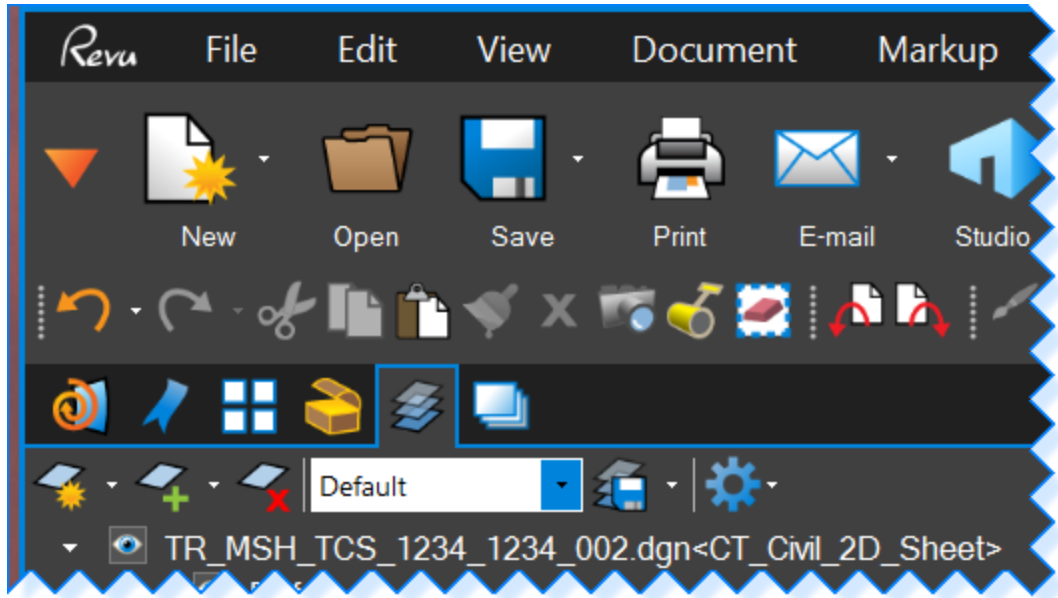 Revu File Edit View Document Markup
New Open Save Print E-mail Studio
Default
TR_MSH_TCS_1234_1234_002.dgn<CT_Civil_2D_Sheet>